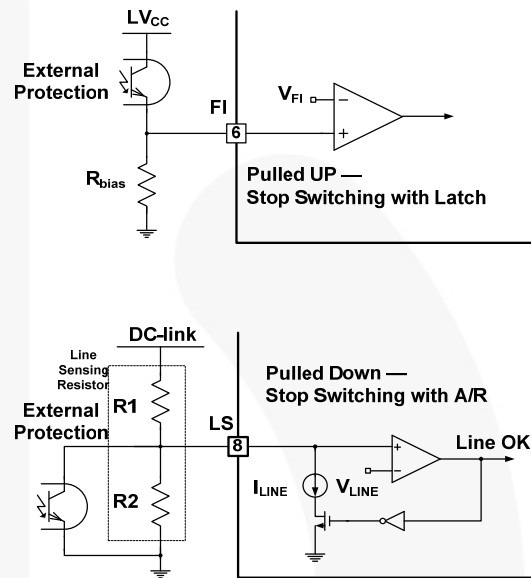 LVCC
External
Protection
FI
6
VFI
−
+
Rbias
Pulled UP —
Stop Switching with Latch
DC-link
Line
Sensing
Resistor
External
Protection
R1
R2
LS
8
Pulled Down —
Stop Switching with A/R
+
−
Line OK
ILINE
VLINE